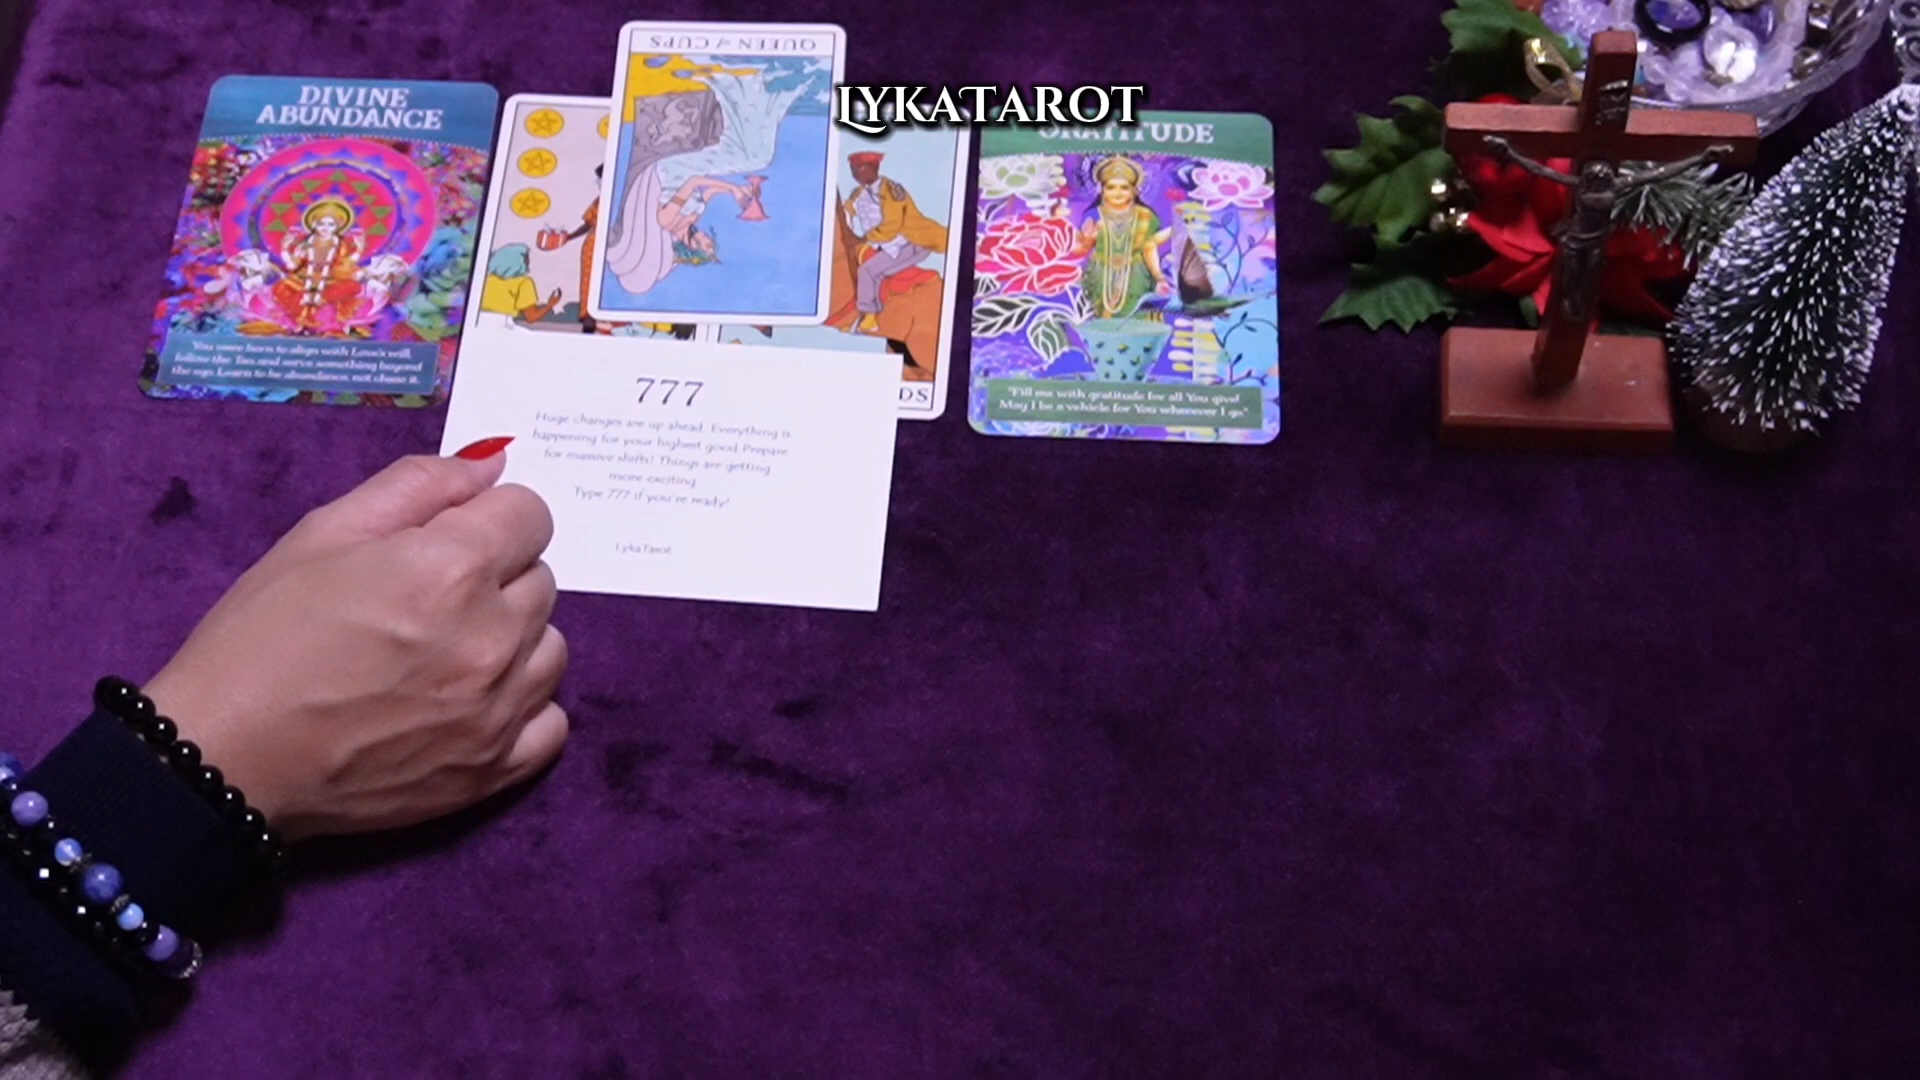 QUEEN of CUPS
LYKATAROT
DIVINE
ABUNDANCE
GRATITUDE
You were born to align with Love's will,
follow the Tao and serve something beyond
the ego. Learn to be abundance, not chase it.
DS
"Fill me with gratitude for all You give!
May I be a vehicle for You wherever I go"
777
Huge changes are up ahead. Everything is
happening for your highest good. Prepare
for massive shifts! Things are getting
more exciting
Type 777 if you're ready!
Lyka Tarot